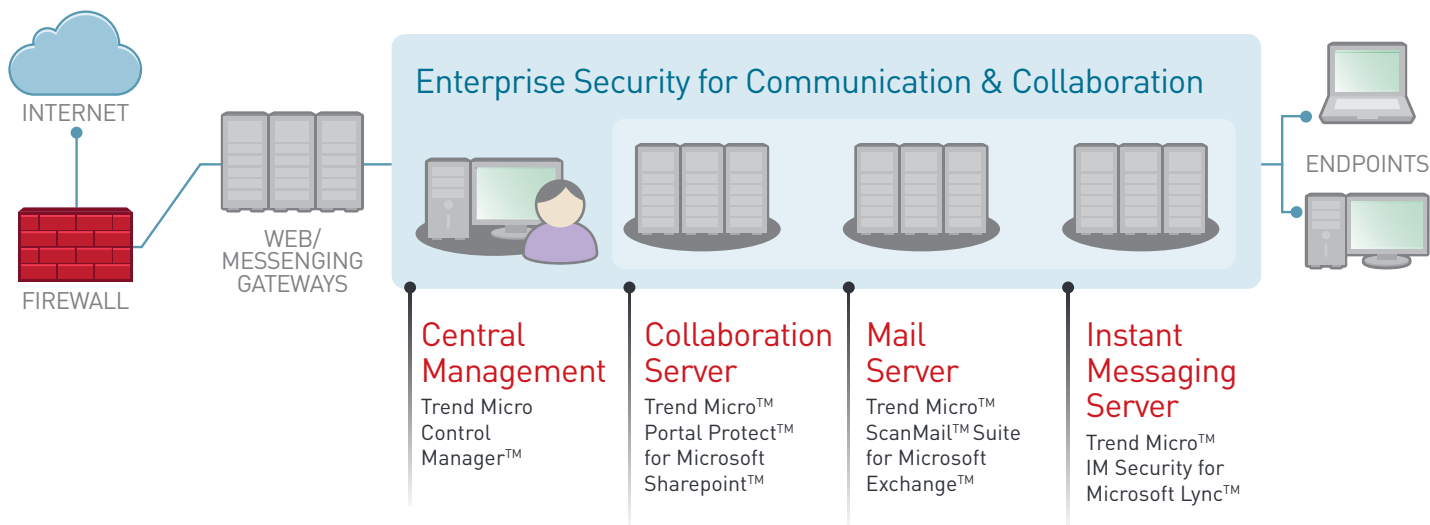 INTERNET
FIREWALL
WEB/
MESSENGING
GATEWAYS
Enterprise Security for Communication & Collaboration
ENDPOINTS
Central
Management
Trend Micro
Control
Manager™
Collaboration
Server
Trend Micro™
Portal Protect™
for Microsoft
Sharepoint™
Mail
Server
Trend Micro™
ScanMail™ Suite
for Microsoft
Exchange™
Instant
Messaging
Server
Trend Micro™
IM Security for
Microsoft Lync™